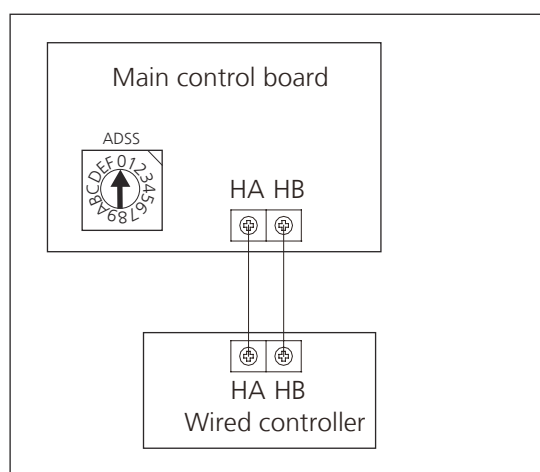 Main control board
ADSS
0123456789ABCDEF
HA HB
HA HB
Wired controller